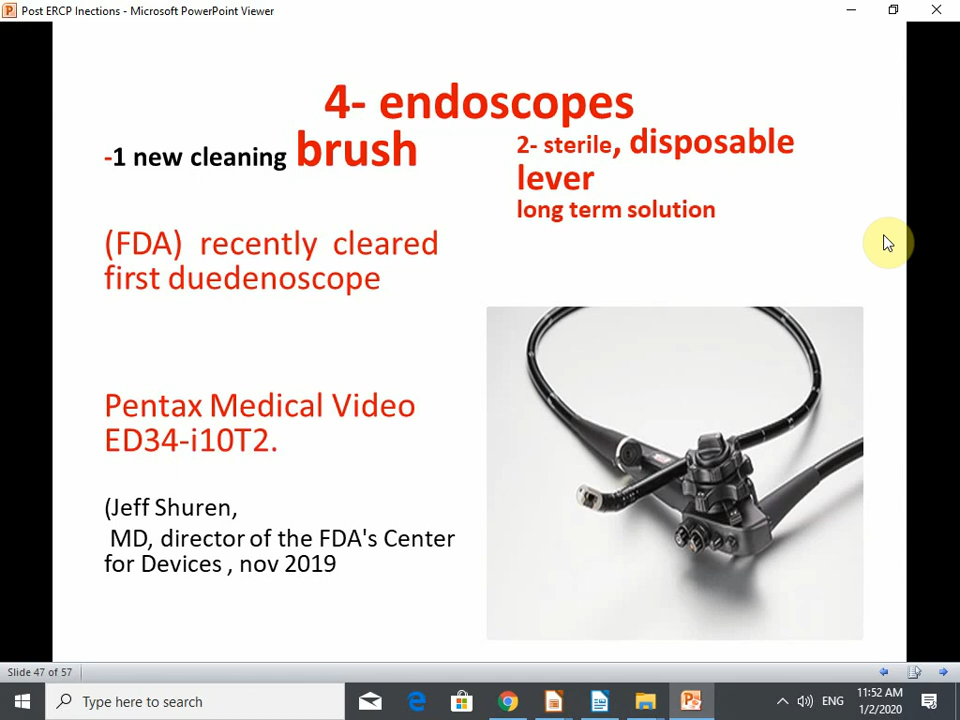 Post ERCP Inections - Microsoft PowerPoint Viewer
4- endoscopes
-1 new cleaning brush
2- sterile, disposable
lever
long term solution
(FDA) recently cleared
first duedenoscope
Pentax Medical Video
ED34-i10T2.
(Jeff Shuren,
MD, director of the FDA's Center
for Devices , nov 2019
Slide 47 of 57
Type here to search
ENG
11:52 AM
1/2/2020